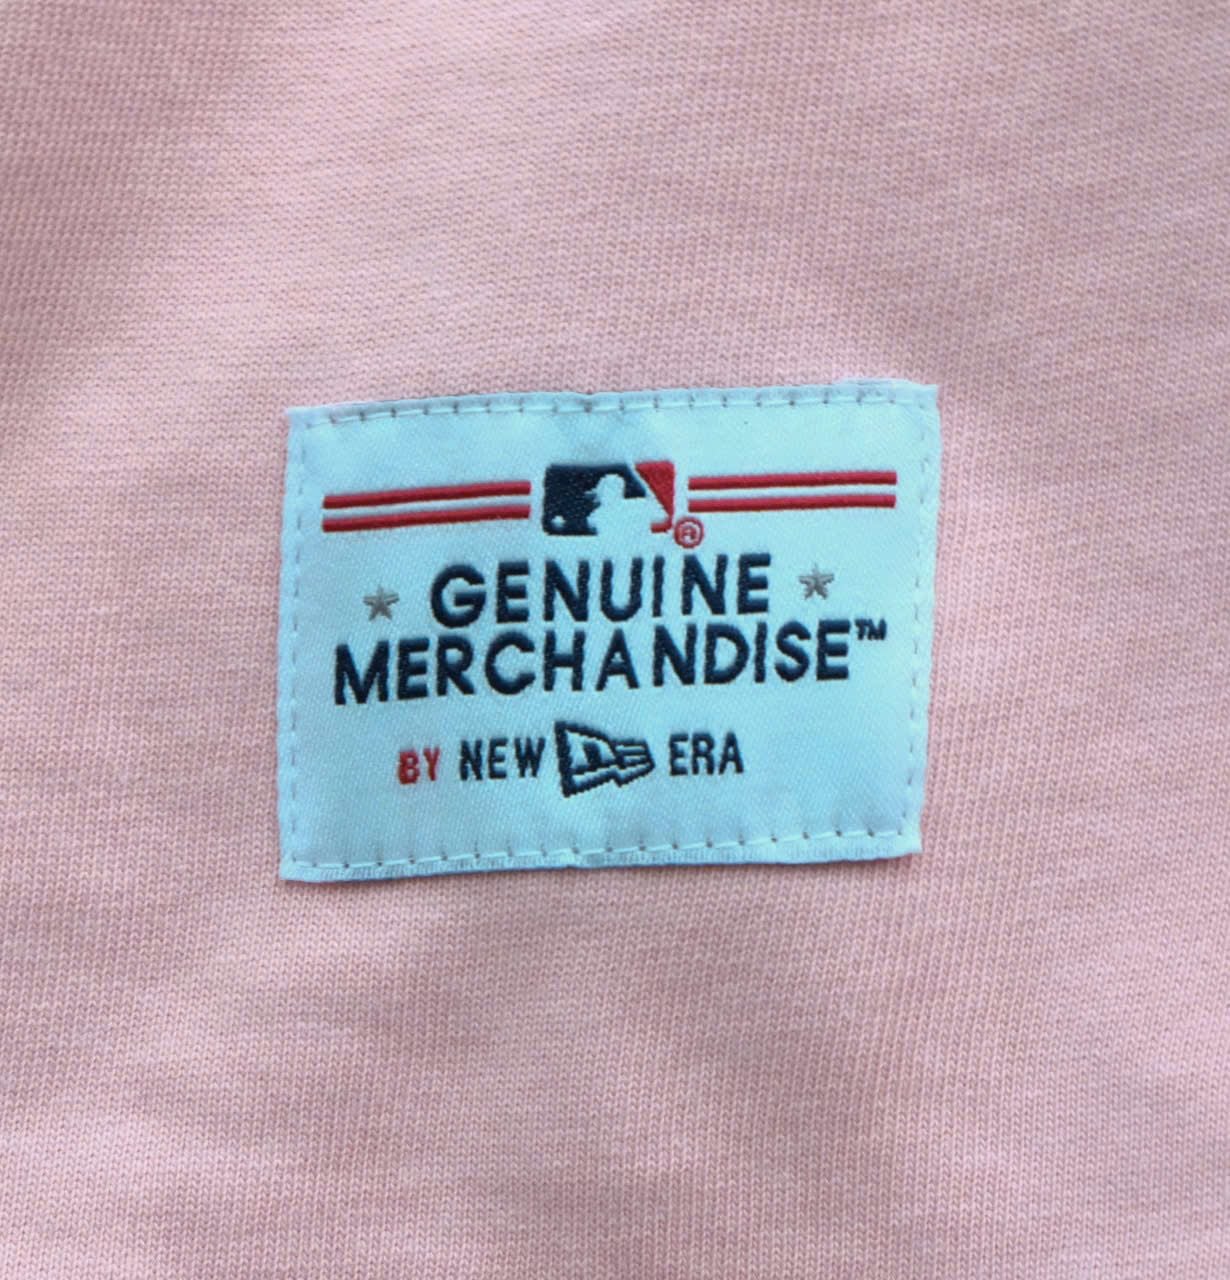 ®
GENUINE
MERCHANDISE™
BY NEW ERA